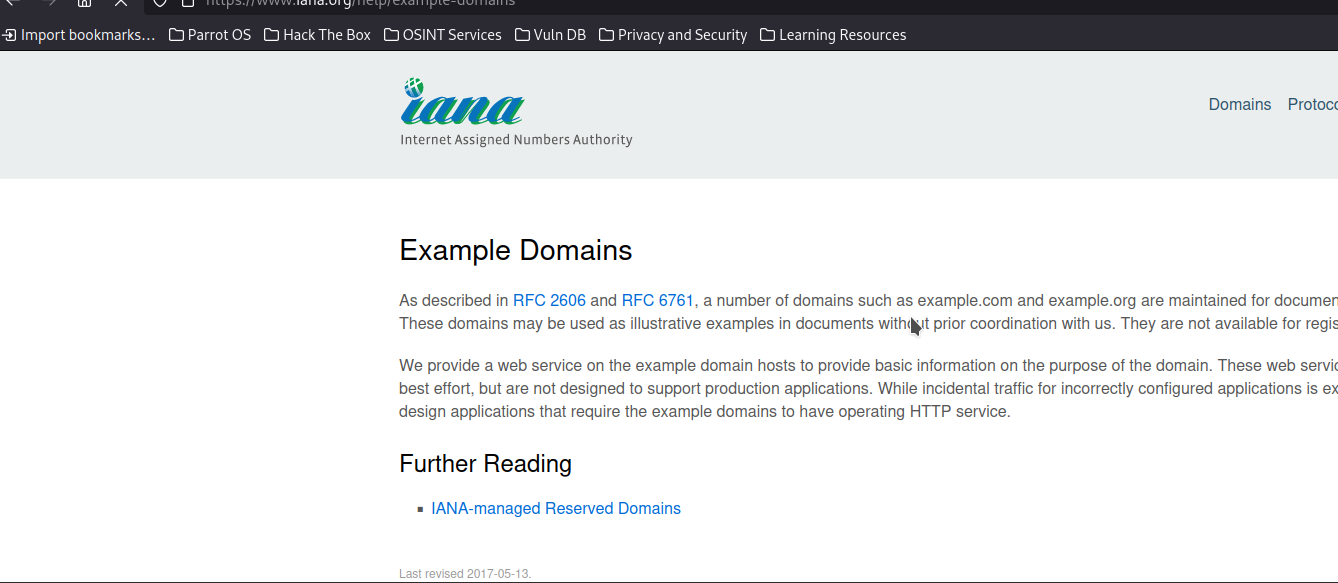 https://www.iana.org/help/example-domains
Import bookmarks… Parrot OS Hack The Box OSINT Services Vuln DB Privacy and Security Learning Resources
iana
Internet Assigned Numbers Authority
Domains Protoco
Example Domains
As described in RFC 2606 and RFC 6761, a number of domains such as example.com and example.org are maintained for documen
These domains may be used as illustrative examples in documents without prior coordination with us. They are not available for regis
We provide a web service on the example domain hosts to provide basic information on the purpose of the domain. These web servic
best effort, but are not designed to support production applications. While incidental traffic for incorrectly configured applications is ex
design applications that require the example domains to have operating HTTP service.
Further Reading
IANA-managed Reserved Domains
Last revised 2017-05-13.